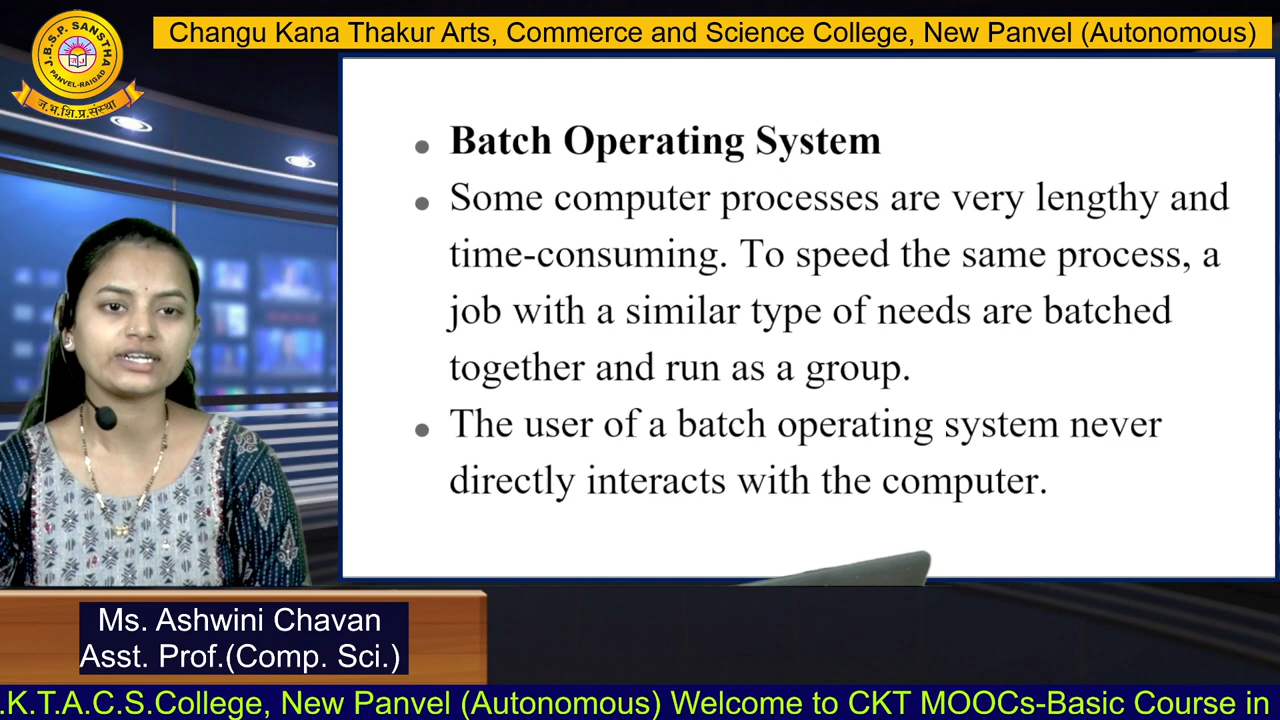 J.B.S.P. SANSTHA
PANVEL-RAIGAD
ज.भ.शि.प्र.संस्था
Changu Kana Thakur Arts, Commerce and Science College, New Panvel (Autonomous)
• Batch Operating System
• Some computer processes are very lengthy and
time-consuming. To speed the same process, a
job with a similar type of needs are batched
together and run as a group.
• The user of a batch operating system never
directly interacts with the computer.
Ms. Ashwini Chavan
Asst. Prof.(Comp. Sci.)
.K.T.A.C.S.College, New Panvel (Autonomous) Welcome to CKT MOOCs-Basic Course in